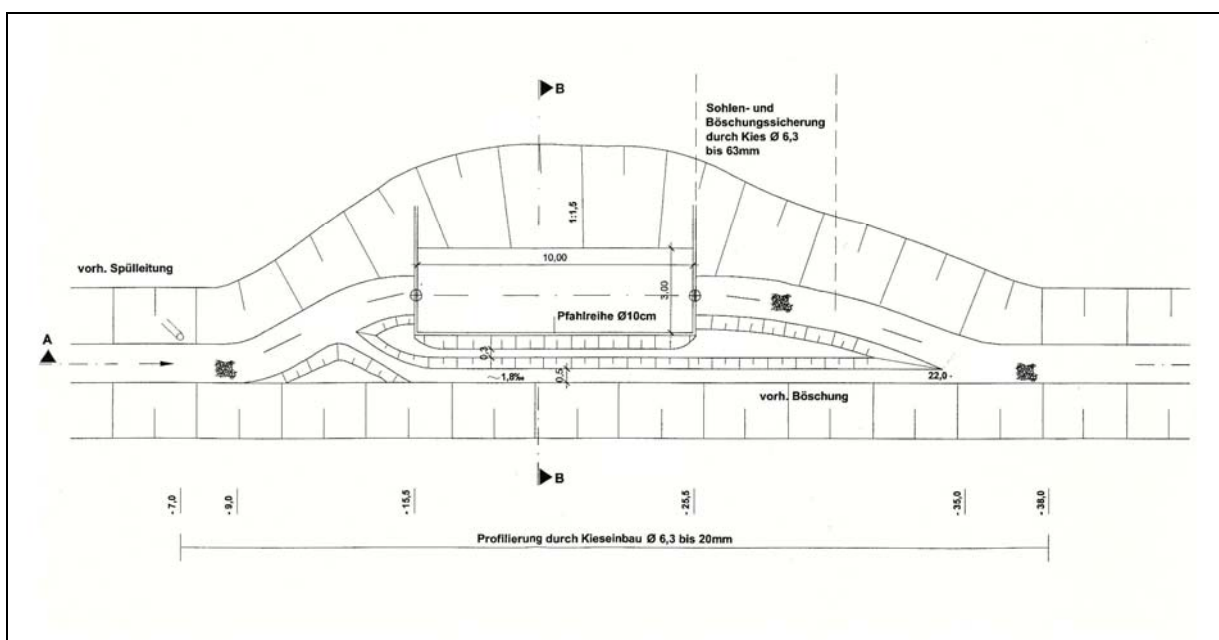 B
Sohlen- und
Böschungssicherung
durch Kies Ø 6,3
bis 63mm
1:1,5
vorh. Spülleitung
10,00
3,00
Pfahlreihe Ø10cm
A
0,3
~1,8‰
0,5
22,0 -
vorh. Böschung
B
- 7,0
- 9,0
- 15,5
- 25,5
- 35,0
- 38,0
Profilierung durch Kieseinbau Ø 6,3 bis 20mm